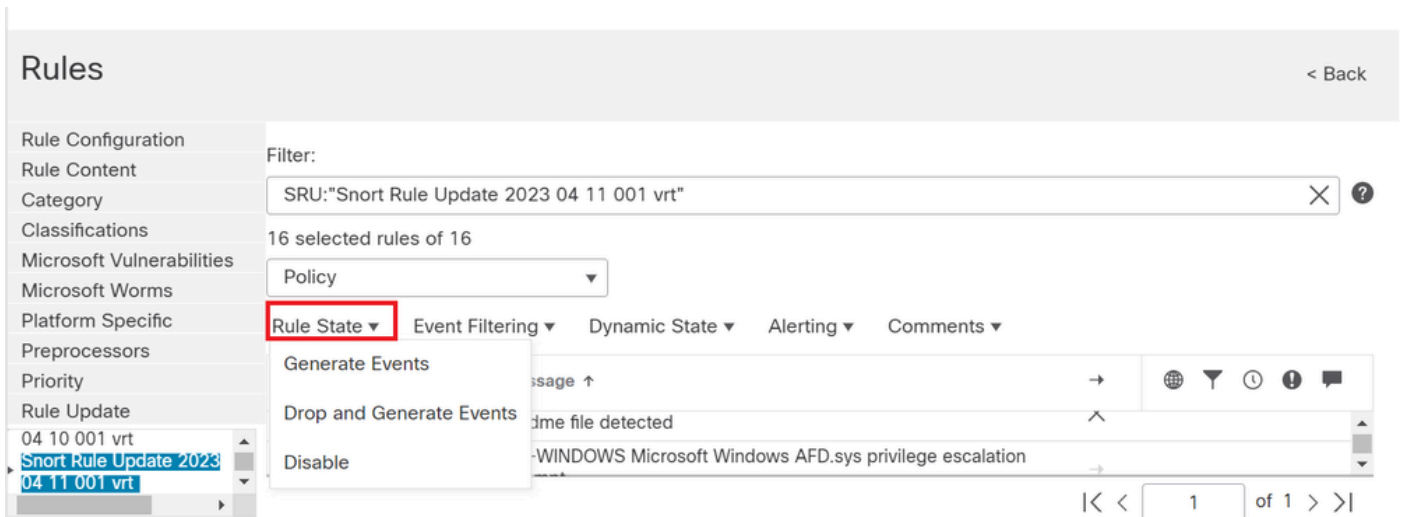 Rules
< Back
Rule Configuration
Rule Content
Category
Classifications
Microsoft Vulnerabilities
Microsoft Worms
Platform Specific
Preprocessors
Priority
Rule Update
04 10 001 vrt
Snort Rule Update 2023
04 11 001 vrt
Filter:
SRU:"Snort Rule Update 2023 04 11 001 vrt"
16 selected rules of 16
Policy
Rule State Event Filtering Dynamic State Alerting Comments
Generate Events
Drop and Generate Events
Disable
ssage ↑
dme file detected
-WINDOWS Microsoft Windows AFD.sys privilege escalation
1 of 1